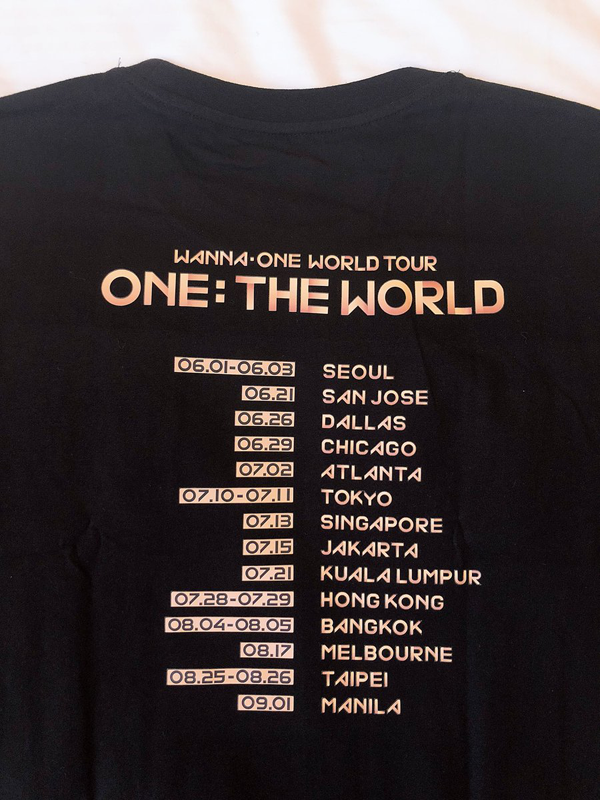 WANNA·ONE WORLD TOUR
ONE: THE WORLD
06.01-06.03 SEOUL
06.21 SAN JOSE
06.26 DALLAS
06.29 CHICAGO
07.02 ATLANTA
07.10-07.11 TOKYO
07.13 SINGAPORE
07.15 JAKARTA
07.21 KUALA LUMPUR
07.28-07.29 HONG KONG
08.04-08.05 BANGKOK
08.17 MELBOURNE
08.25-08.26 TAIPEI
09.01 MANILA